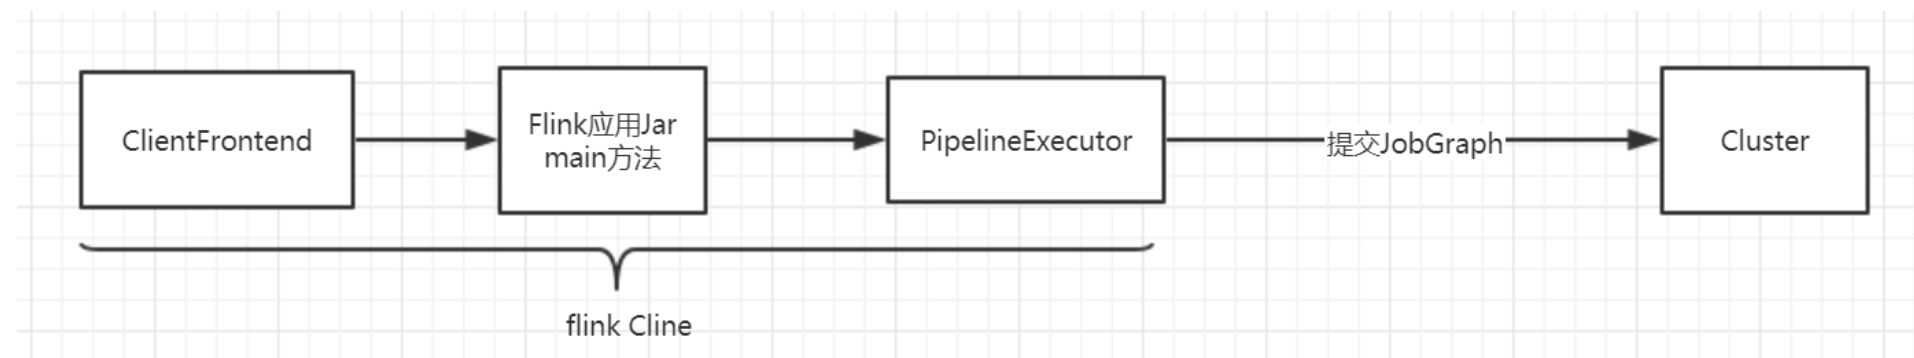 ClientFrontend
Flink应用Jar
main方法
PipelineExecutor
提交JobGraph
Cluster
flink Cline